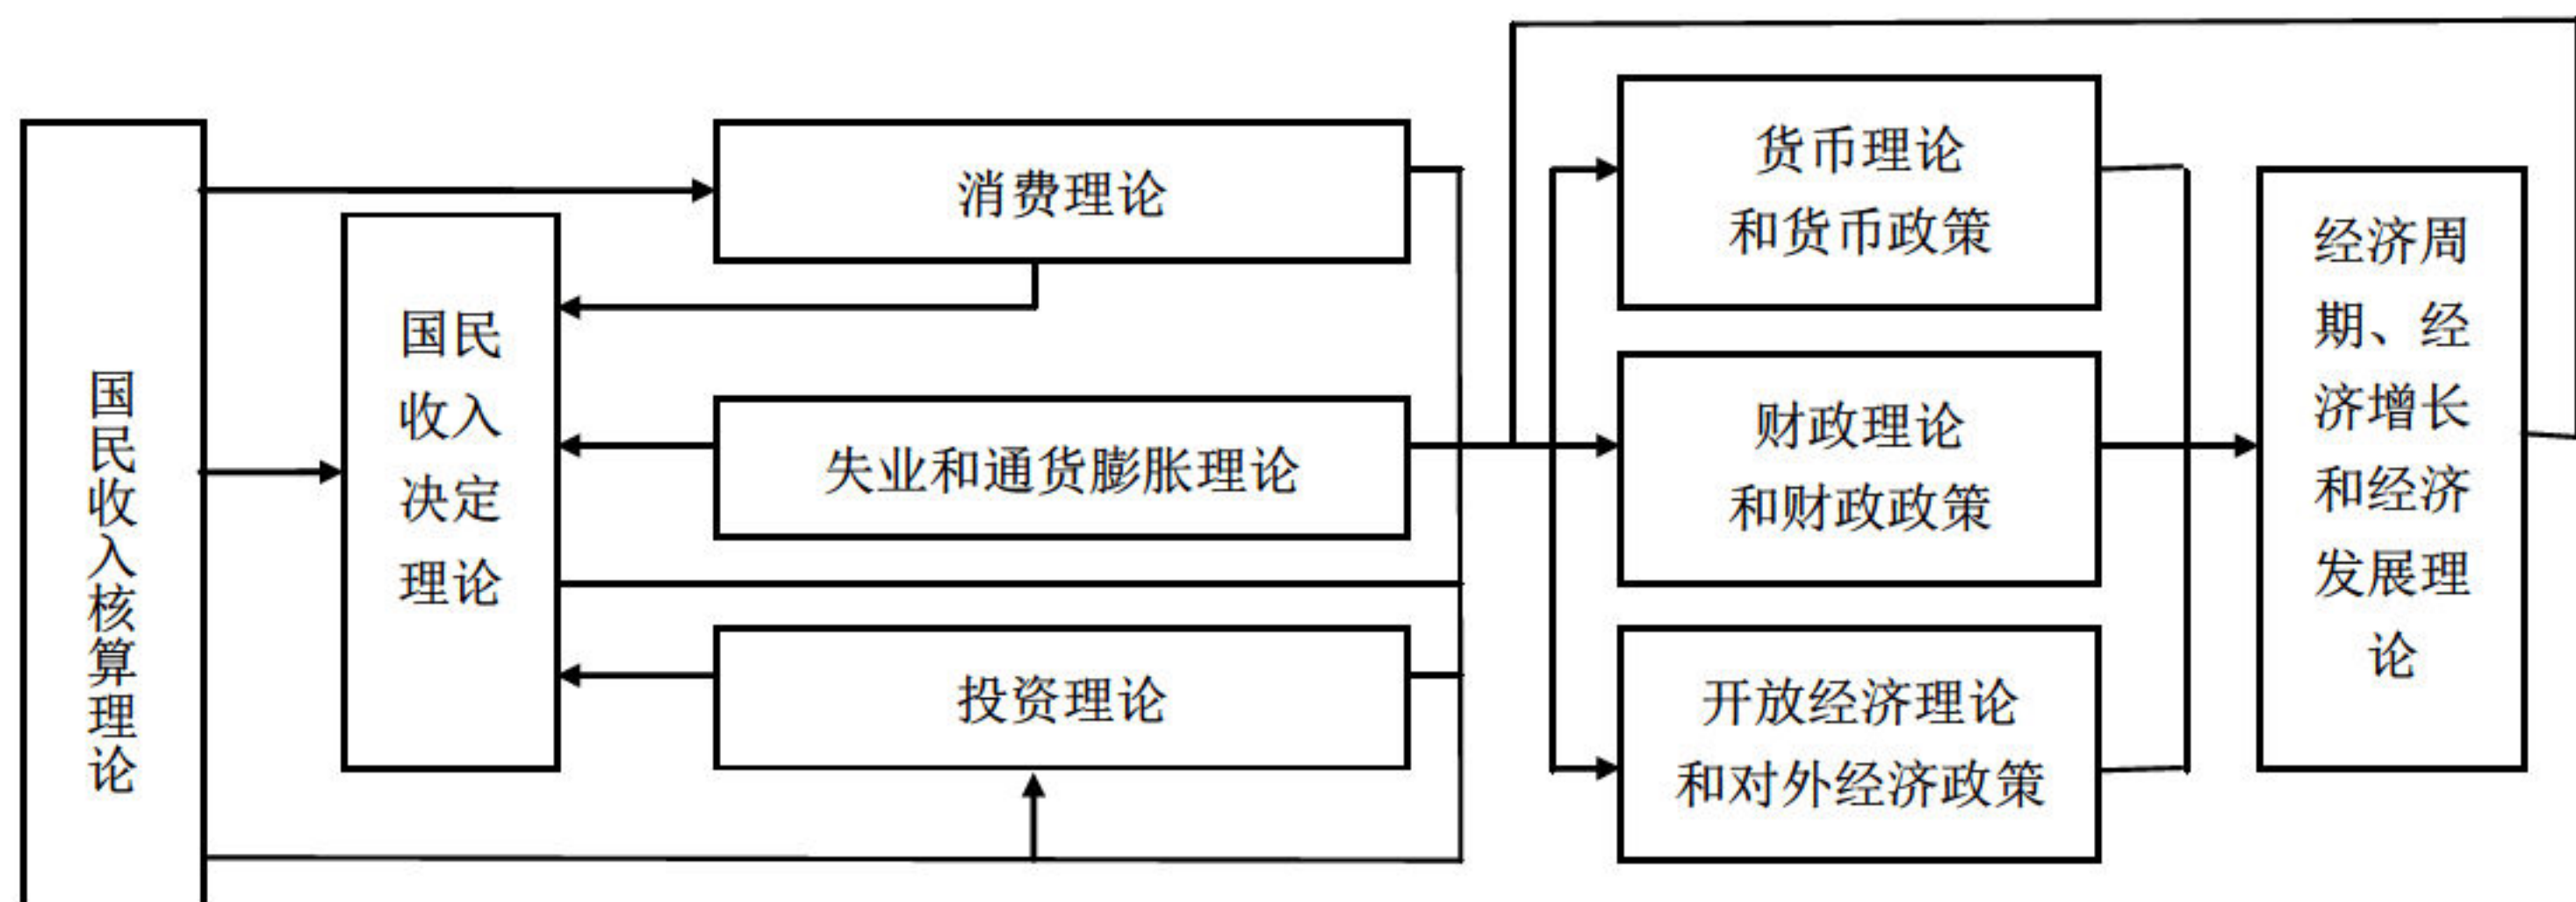 国民收入核算理论
国民
收入
决定
理论
消费理论
失业和通货膨胀理论
投资理论
货币理论
和货币政策
财政理论
和财政政策
开放经济理论
和对外经济政策
经济周
期、经
济增长
和经济
发展理
论